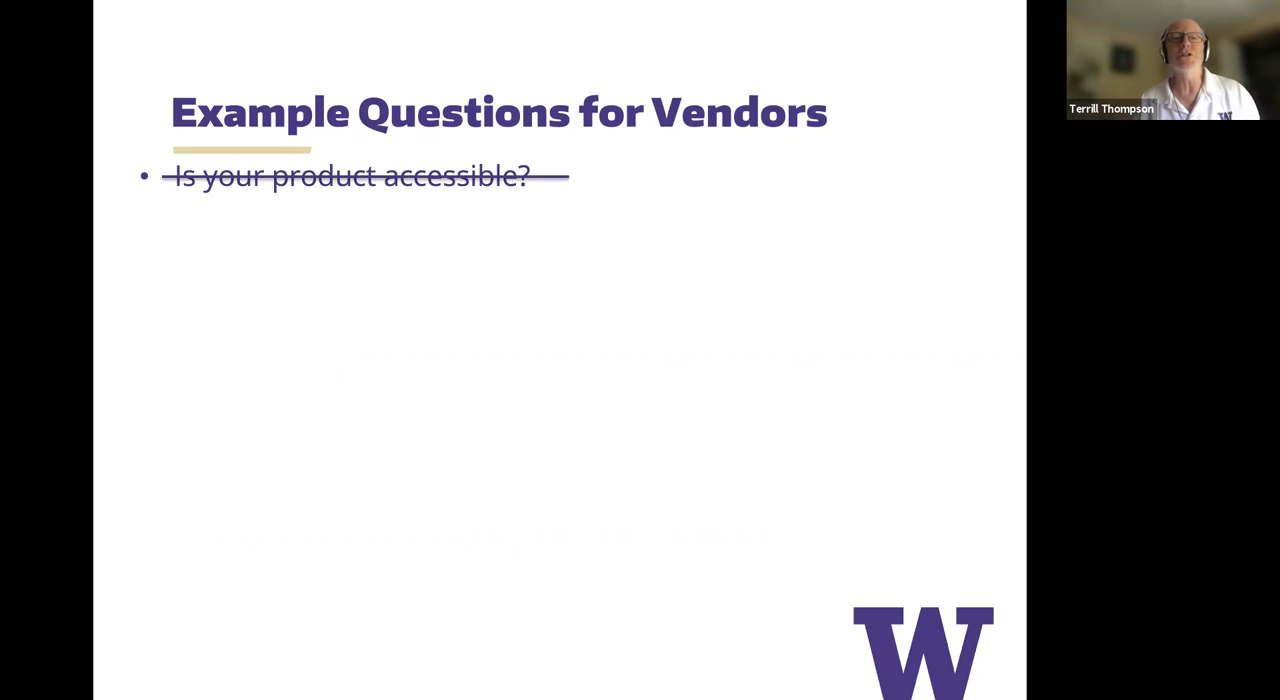 Example Questions for Vendors
• Is your product accessible?
Terrill Thompson
W
W